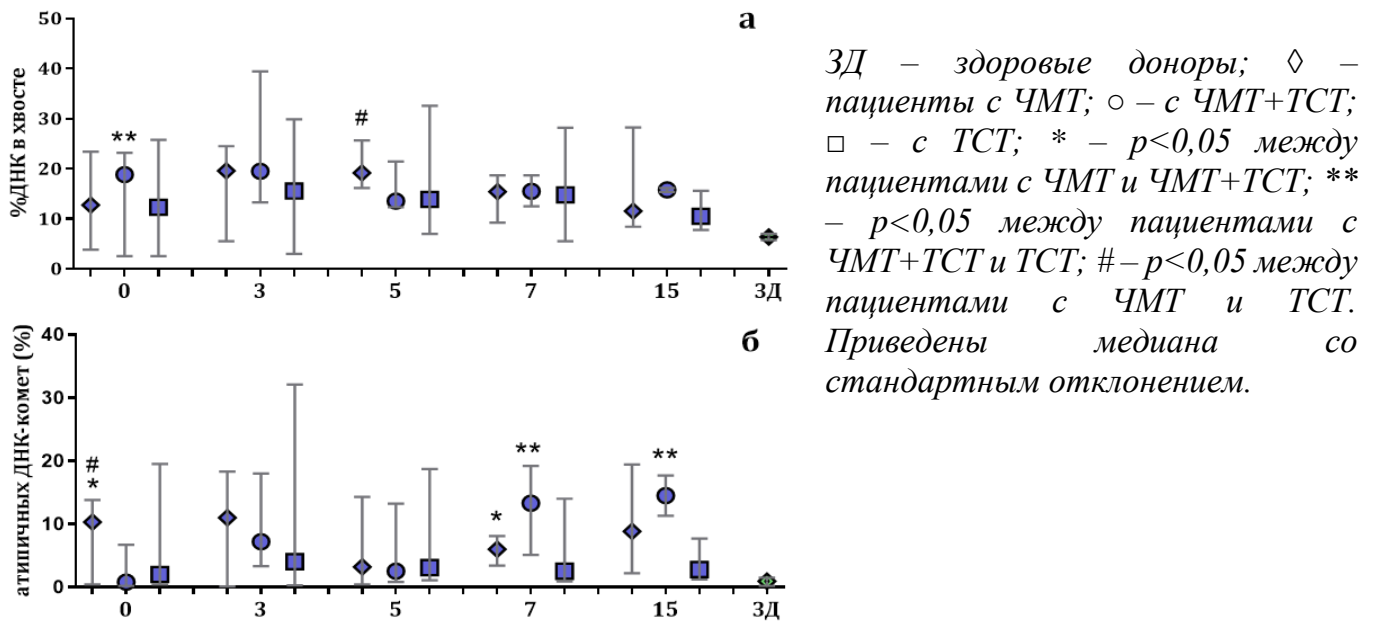 а
50
40
30
20
10
0
%ДНК в хвосте
**
#
0 3 5 7 15 ЗД
б
40
30
20
10
0
атипичных ДНК-комет (%)
#
*
*
**
**
0 3 5 7 15 ЗД
ЗД – здоровые доноры; ◊ –
пациенты с ЧМТ; ○ – с ЧМТ+ТСТ;
□ – с ТСТ; * – p<0,05 между
пациентами с ЧМТ и ЧМТ+ТСТ; **
– p<0,05 между пациентами с
ЧМТ+ТСТ и ТСТ; # – p<0,05 между
пациентами с ЧМТ и ТСТ.
Приведены медиана со
стандартным отклонением.